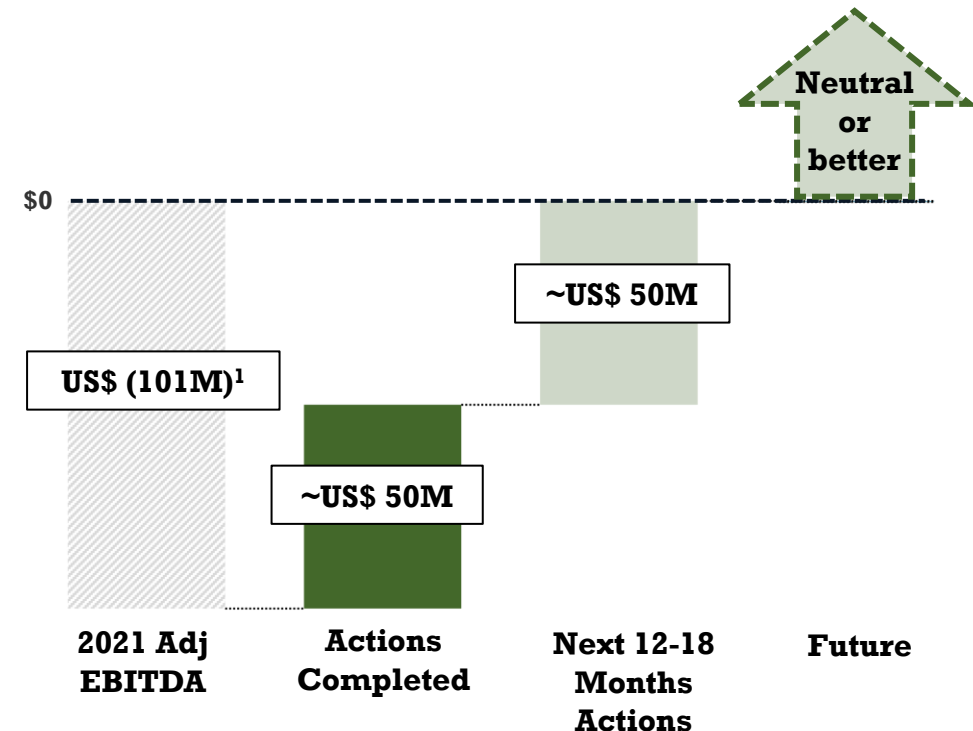 Neutral
or
better
$0
~US$ 50M
US$ (101M)¹
~US$ 50M
2021 Adj
EBITDA
Actions
Completed
Next 12-18
Months
Actions
Future